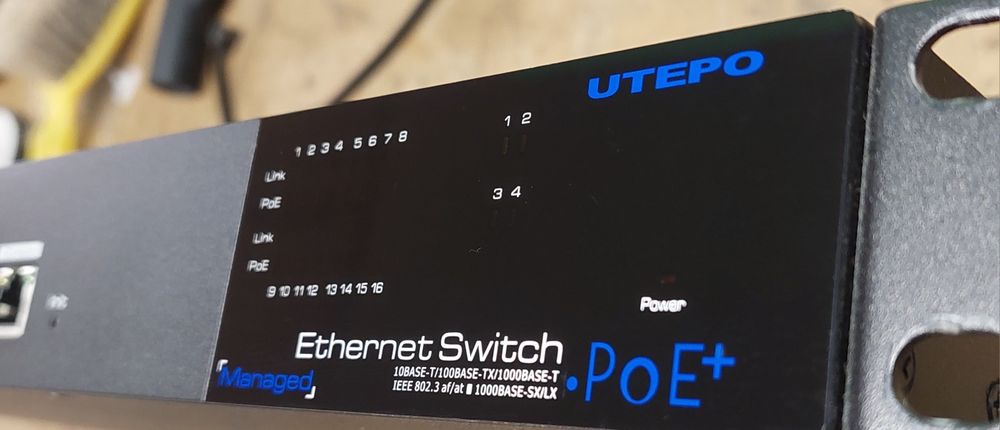 UTEPO
1 2 3 4 5 6 7 8
1 2
Link
PoE
3 4
Link
PoE
9 10 11 12 13 14 15 16
Power
Ethernet Switch
10BASE-T/100BASE-TX/1000BASE-T
IEEE 802.3 af/at 1000BASE-SX/LX
Managed
PoE+